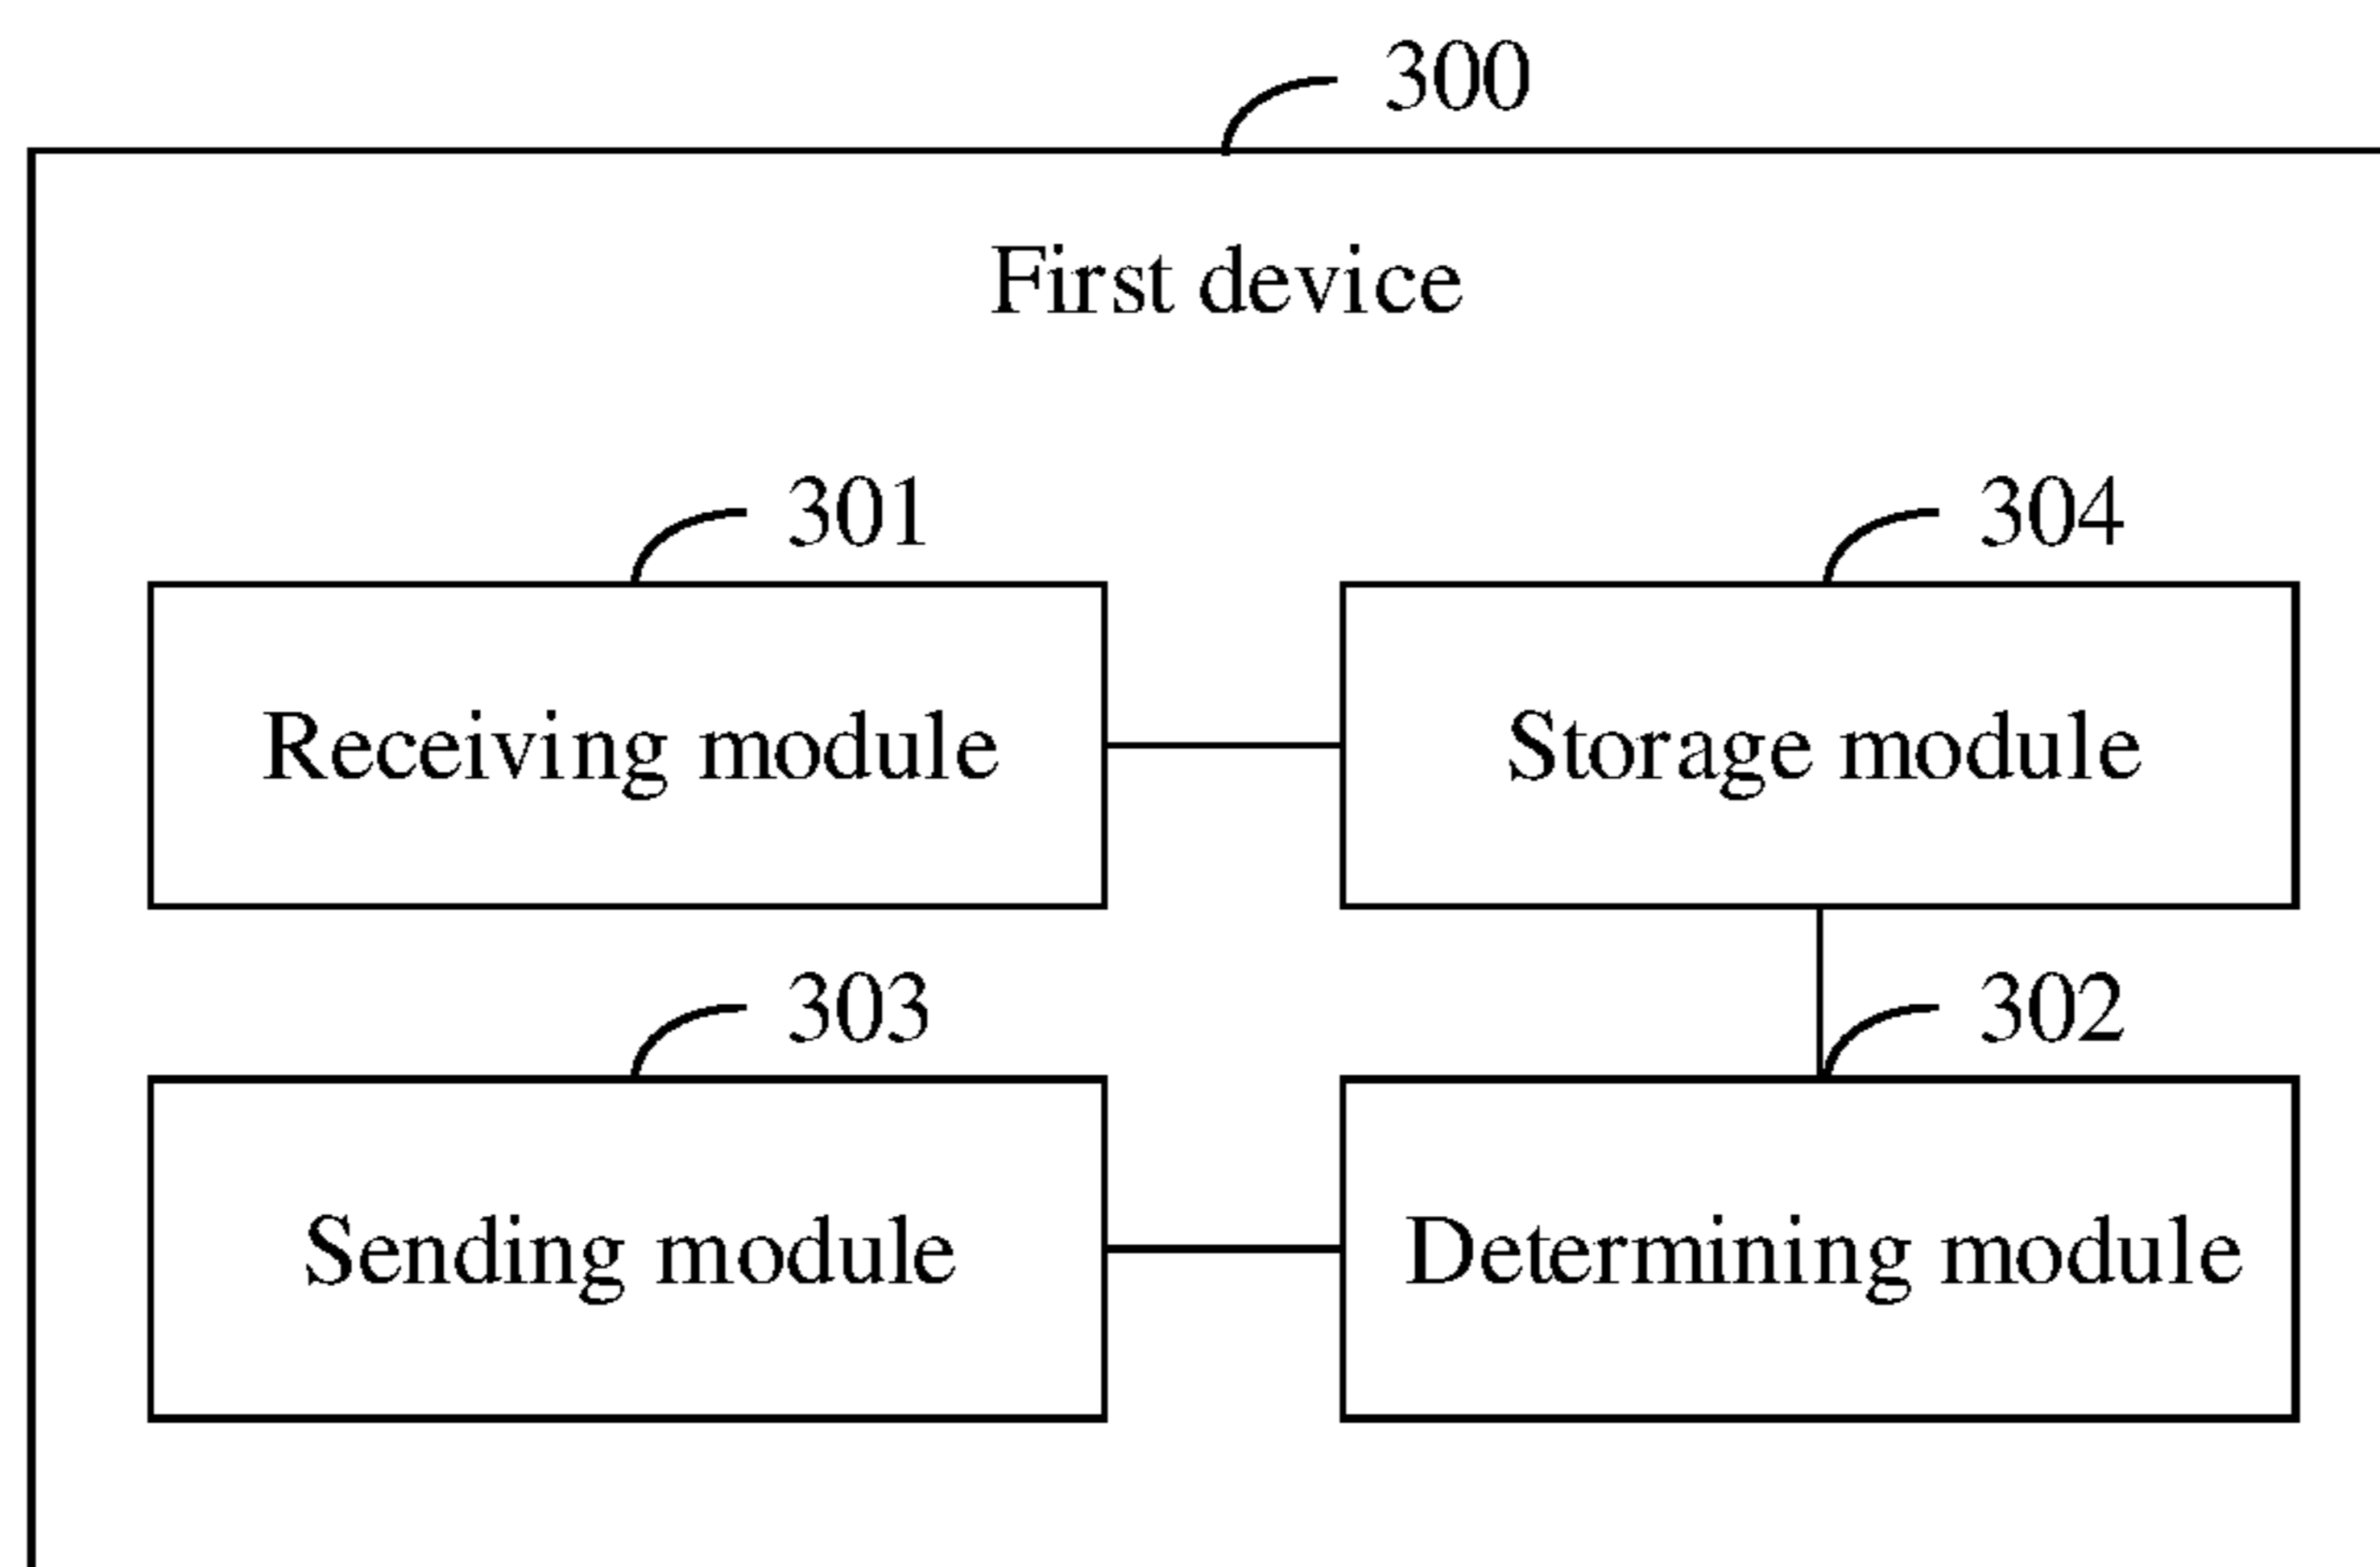 300
First device
301
304
Receiving module
Storage module
303
302
Sending module
Determining module